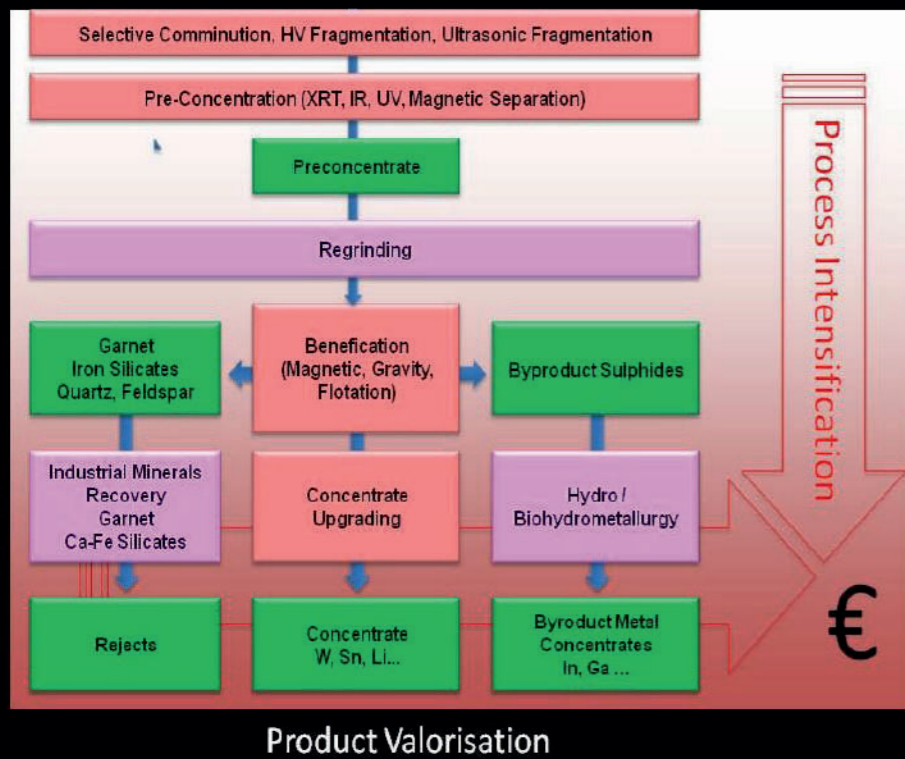 Selective Comminution, HV Fragmentation, Ultrasonic Fragmentation
Pre-Concentration (XRT, IR, UV, Magnetic Separation)
Preconcentrate
Regrinding
Garnet
Iron Silicates
Quartz, Feldspar
Benefication
(Magnetic, Gravity,
Flotation)
Byproduct Sulphides
Industrial Minerals
Recovery
Garnet
Ca-Fe Silicates
Concentrate
Upgrading
Hydro /
Biohydrometallurgy
Rejects
Concentrate
W, Sn, Li...
Byproduct Metal
Concentrates
In, Ga ...
Process Intensification
€
Product Valorisation